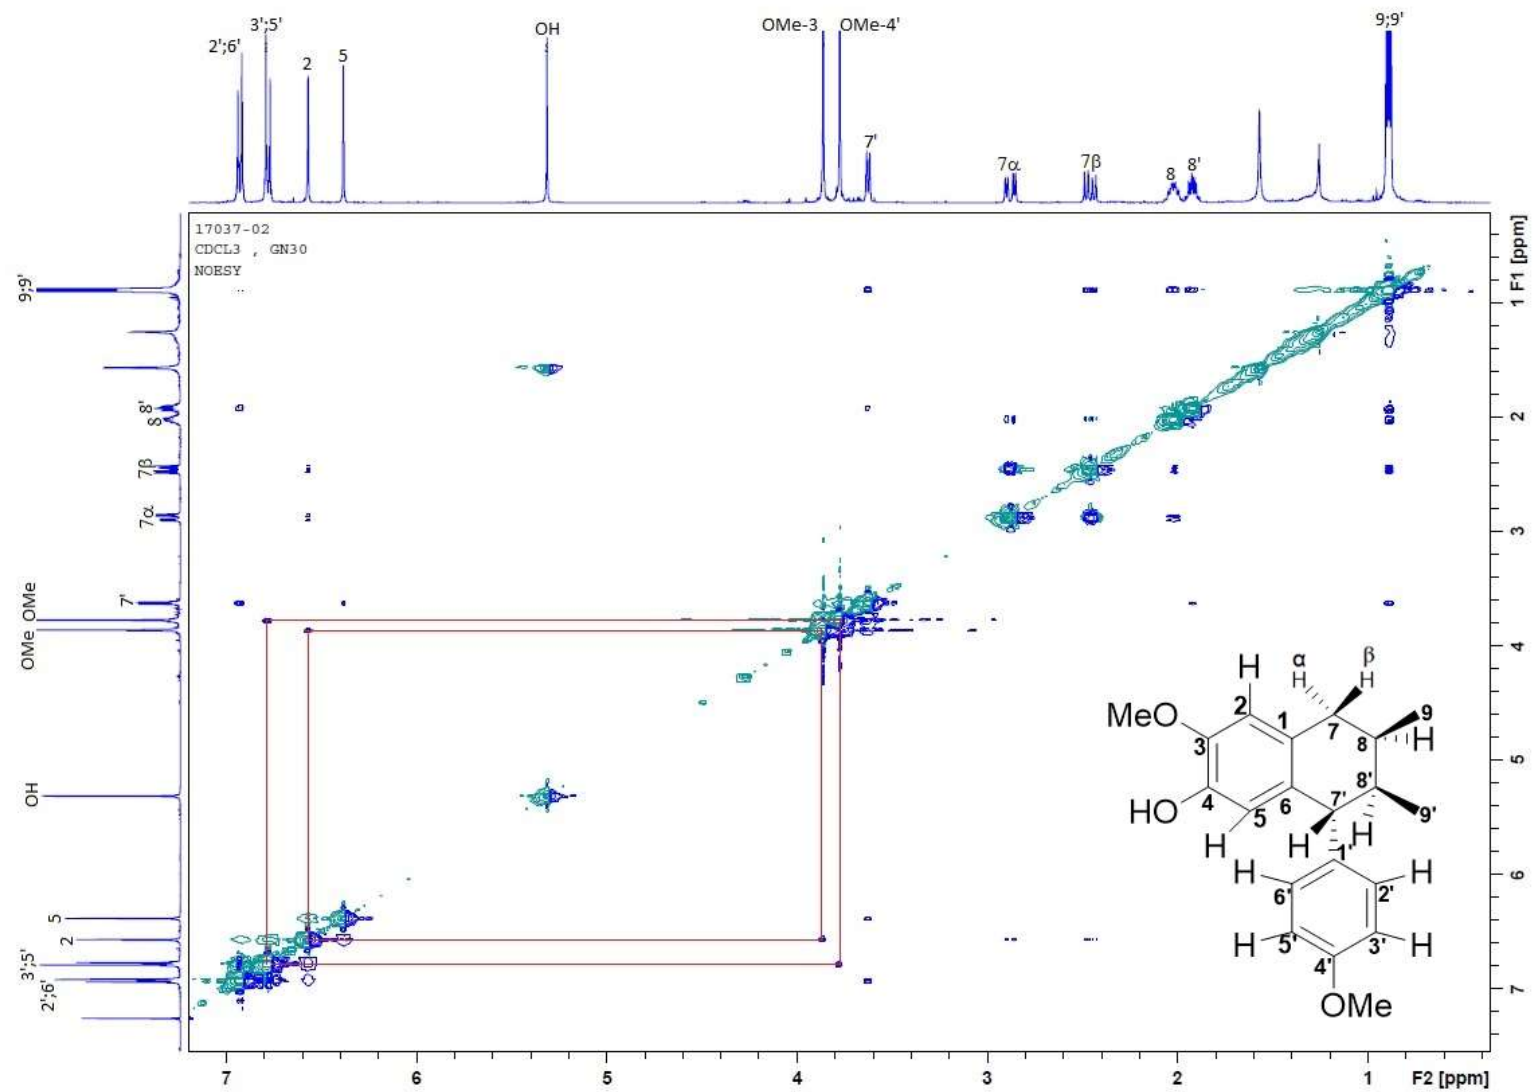 2';6' 3';5' 2 5 OH OMe-3 OMe-4' 7' 7α 7β 8 8' 9;9'
17037-02
CDCL3 , GN30
NOESY
9;9'
8'
8
7β
7α
7'
OMe
OMe
OH
5
2
3';5'
2';6'
F1 [ppm]
1
2
3
4
5
6
7
7 6 5 4 3 2 1 F2 [ppm]
H α β
H H
MeO 2 1 7 9
3 8 H
HO 4 6 7' 8' 9'
5 H H
H 1'
H 6' 2' H
H 5' 3' H
4'
OMe